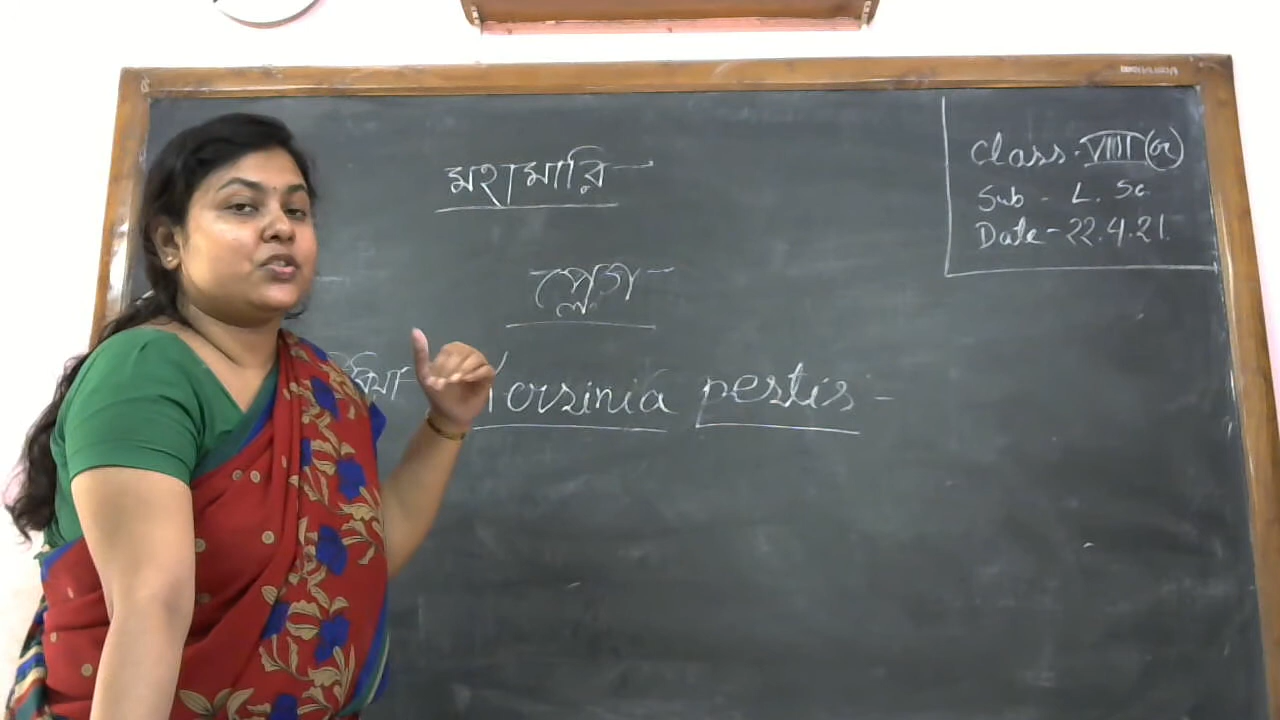 মহামারি —
প্লেগ —
Yersinia pestis -
Class - VIII
Sub - L. Sc
Date - 22.4.21.